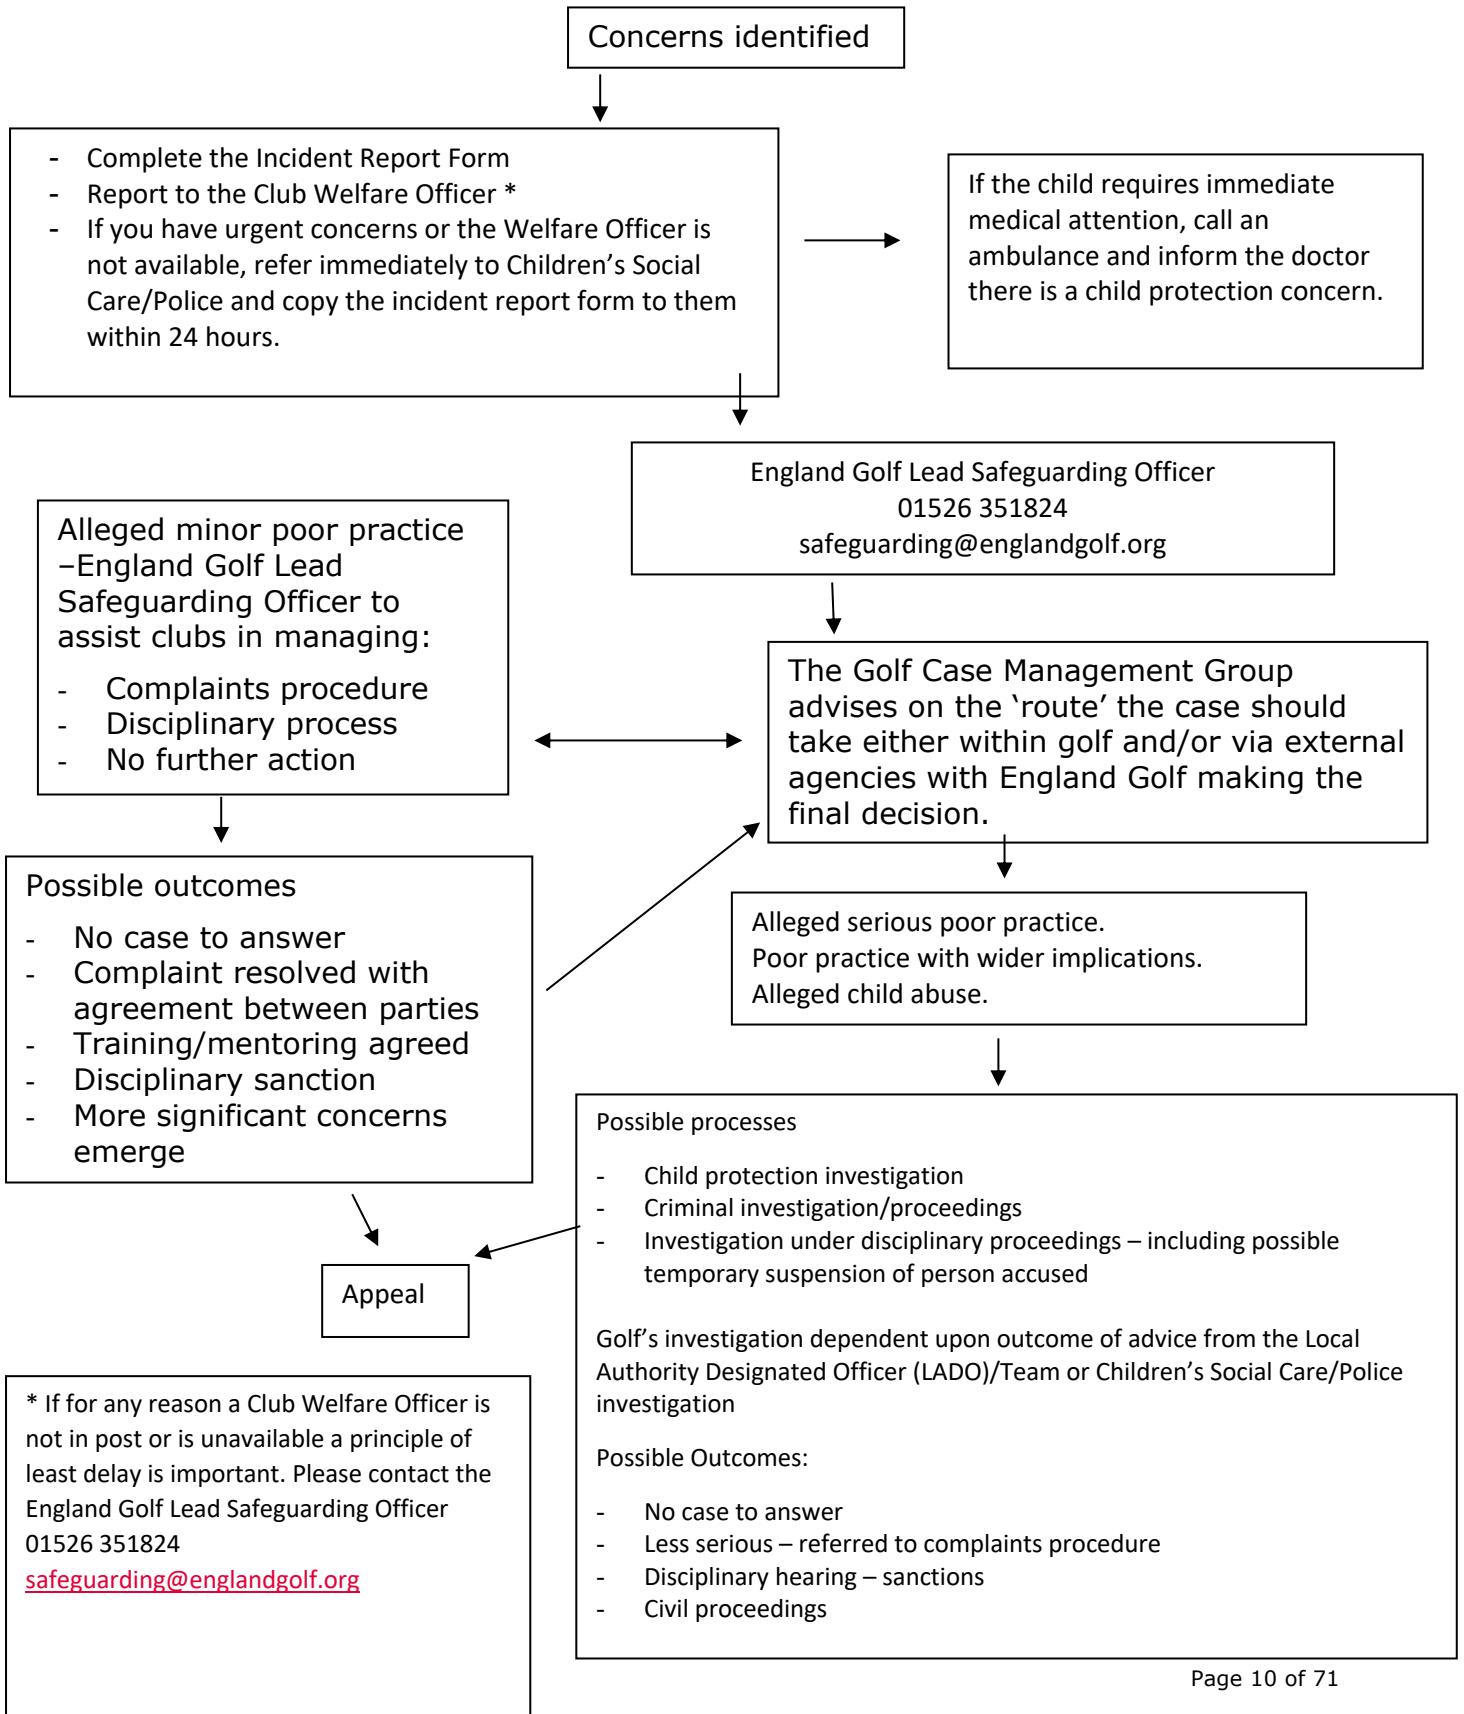 Concerns identified
- Complete the Incident Report Form
- Report to the Club Welfare Officer *
- If you have urgent concerns or the Welfare Officer is
not available, refer immediately to Children’s Social
Care/Police and copy the incident report form to them
within 24 hours.
If the child requires immediate
medical attention, call an
ambulance and inform the doctor
there is a child protection concern.
England Golf Lead Safeguarding Officer
01526 351824
safeguarding@englandgolf.org
Alleged minor poor practice
–England Golf Lead
Safeguarding Officer to
assist clubs in managing:
- Complaints procedure
- Disciplinary process
- No further action
The Golf Case Management Group
advises on the ‘route’ the case should
take either within golf and/or via external
agencies with England Golf making the
final decision.
Possible outcomes
- No case to answer
- Complaint resolved with
agreement between parties
- Training/mentoring agreed
- Disciplinary sanction
- More significant concerns
emerge
Alleged serious poor practice.
Poor practice with wider implications.
Alleged child abuse.
Possible processes
- Child protection investigation
- Criminal investigation/proceedings
- Investigation under disciplinary proceedings – including possible
temporary suspension of person accused
Golf’s investigation dependent upon outcome of advice from the Local
Authority Designated Officer (LADO)/Team or Children’s Social Care/Police
investigation
Possible Outcomes:
- No case to answer
- Less serious – referred to complaints procedure
- Disciplinary hearing – sanctions
- Civil proceedings
Appeal
* If for any reason a Club Welfare Officer is
not in post or is unavailable a principle of
least delay is important. Please contact the
England Golf Lead Safeguarding Officer
01526 351824
safeguarding@englandgolf.org
Page 10 of 71